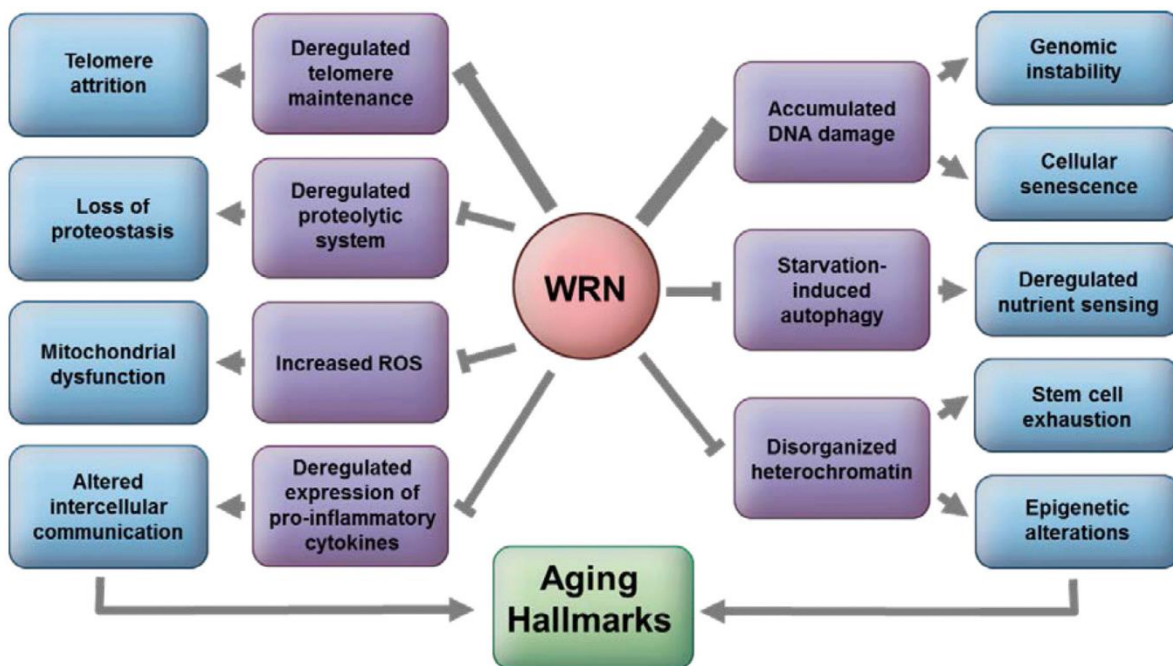 Telomere
attrition
Deregulated
telomere
maintenance
Loss of
proteostasis
Deregulated
proteolytic
system
Mitochondrial
dysfunction
Increased ROS
Altered
intercellular
communication
Deregulated
expression of
pro-inflammatory
cytokines
WRN
Accumulated
DNA damage
Genomic
instability
Cellular
senescence
Starvation-
induced
autophagy
Deregulated
nutrient sensing
Disorganized
heterochromatin
Stem cell
exhaustion
Epigenetic
alterations
Aging
Hallmarks